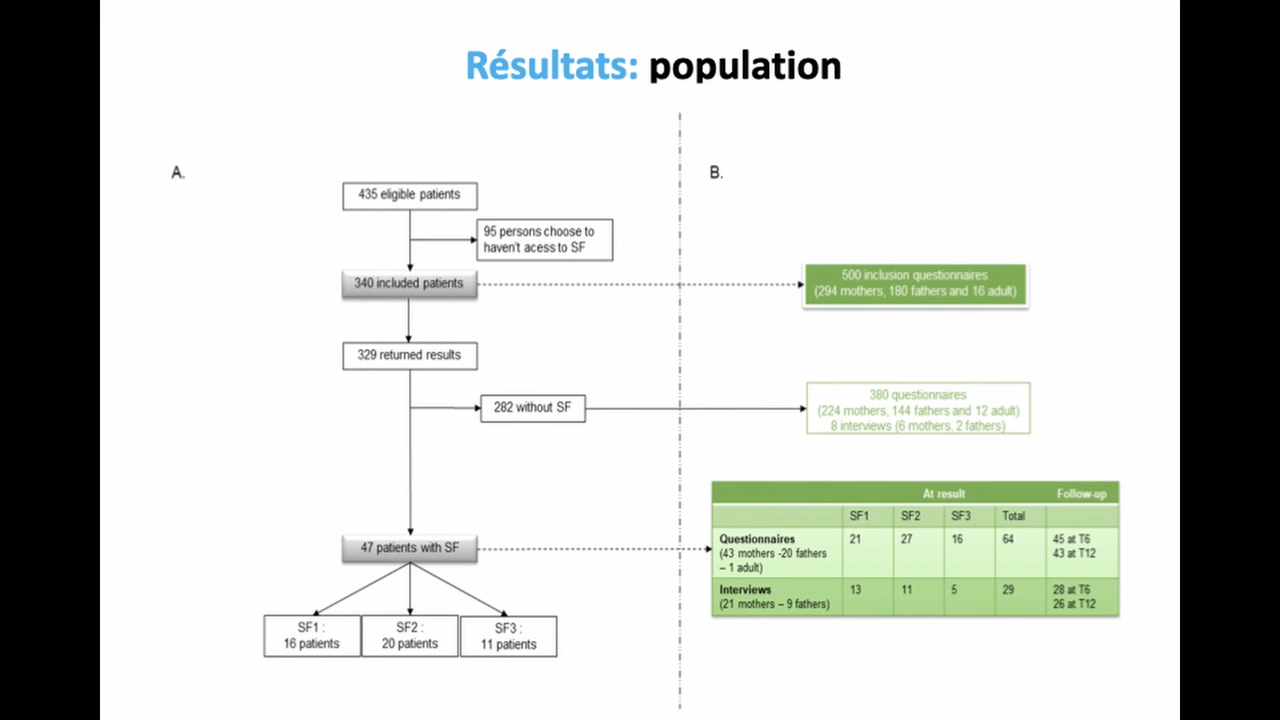 Résultats: population
A.
435 eligible patients
95 persons choose to
haven't acess to SF
340 included patients
329 returned results
282 without SF
47 patients with SF
SF1 :
16 patients
SF2 :
20 patients
SF3 :
11 patients
B.
500 inclusion questionnaires
(294 mothers, 180 fathers and 16 adult)
380 questionnaires
(224 mothers, 144 fathers and 12 adult)
8 interviews (6 mothers, 2 fathers)
At result Follow-up
SF1 SF2 SF3 Total
Questionnaires 21 27 16 64 45 at T6
(43 mothers -20 fathers 43 at T12
– 1 adult)
Interviews 13 11 5 29 28 at T6
(21 mothers – 9 fathers) 26 at T12